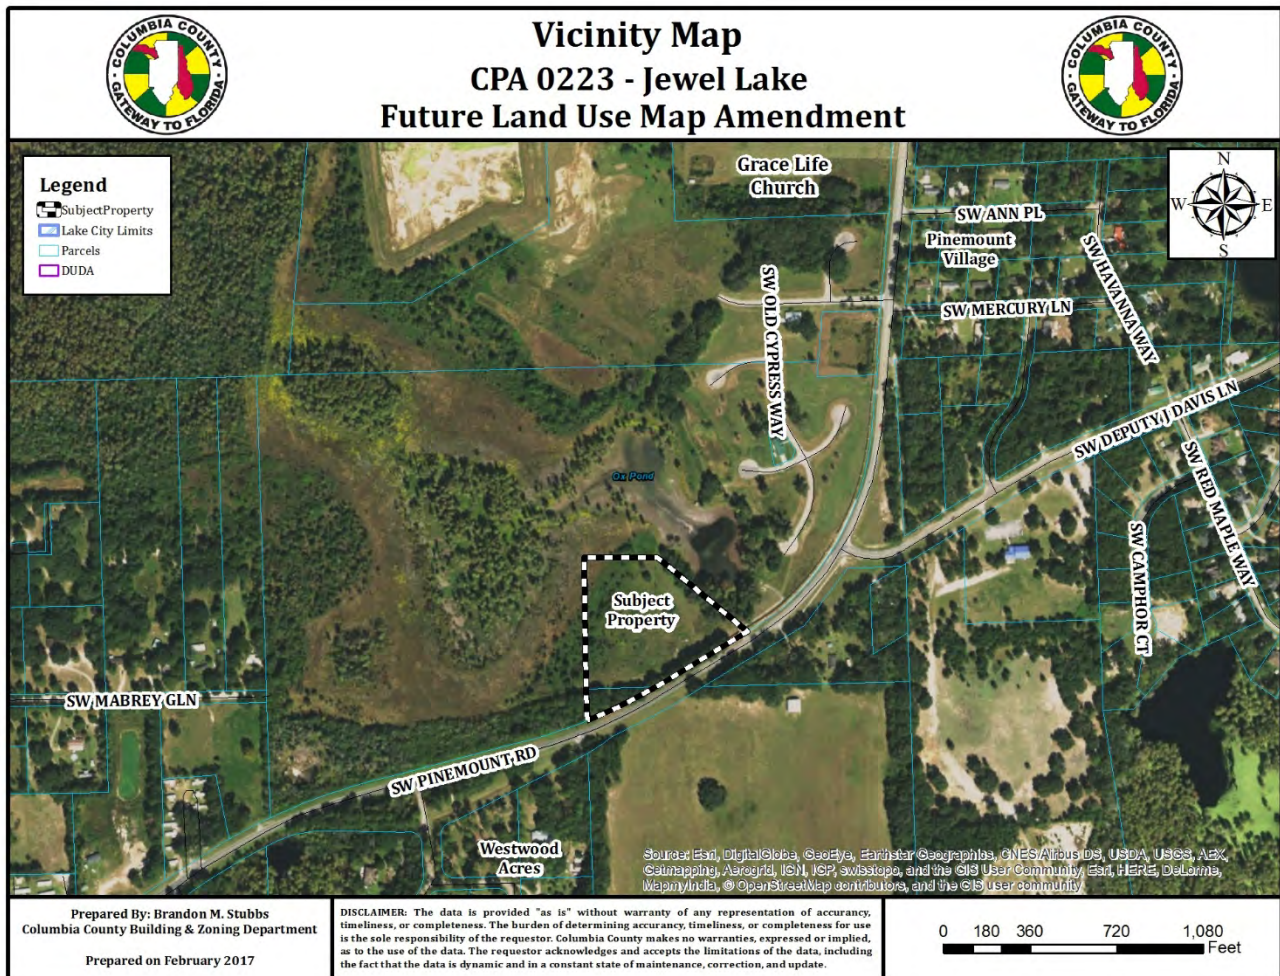 COLUMBIA COUNTY
GATEWAY TO FLORIDA
Vicinity Map
CPA 0223 - Jewel Lake
Future Land Use Map Amendment
COLUMBIA COUNTY
GATEWAY TO FLORIDA
Legend
SubjectProperty
Lake City Limits
Parcels
DUDA
Grace Life
Church
N
W
E
S
SW ANN PL
Pinemount
Village
SW HAVANNA WAY
SW OLD CYPRESS WAY
SW MERCURY LN
SW DEPUTY J DAVIS LN
SW RED MAPLE WAY
Ox Pond
SW CAMPHOR CT
Subject
Property
SW MABREY GLN
SW PINEMOUNT RD
Westwood
Acres
Source: Esri, DigitalGlobe, GeoEye, Earthstar Geographics, CNES/Airbus DS, USDA, USGS, AEX,
Getmapping, Aerogrid, IGN, IGP, swisstopo, and the GIS User Community, Esri, HERE, DeLorme,
MapmyIndia, © OpenStreetMap contributors, and the GIS user community
Prepared By: Brandon M. Stubbs
Columbia County Building & Zoning Department
Prepared on February 2017
DISCLAIMER: The data is provided "as is" without warranty of any representation of accurancy,
timeliness, or completeness. The burden of determining accurancy, timeliness, or completeness for use
is the sole responsibility of the requestor. Columbia County makes no warranties, expressed or implied,
as to the use of the data. The requestor acknowledges and accepts the limitations of the data, including
the fact that the data is dynamic and in a constant state of maintenance, correction, and update.
0 180 360 720 1,080
Feet